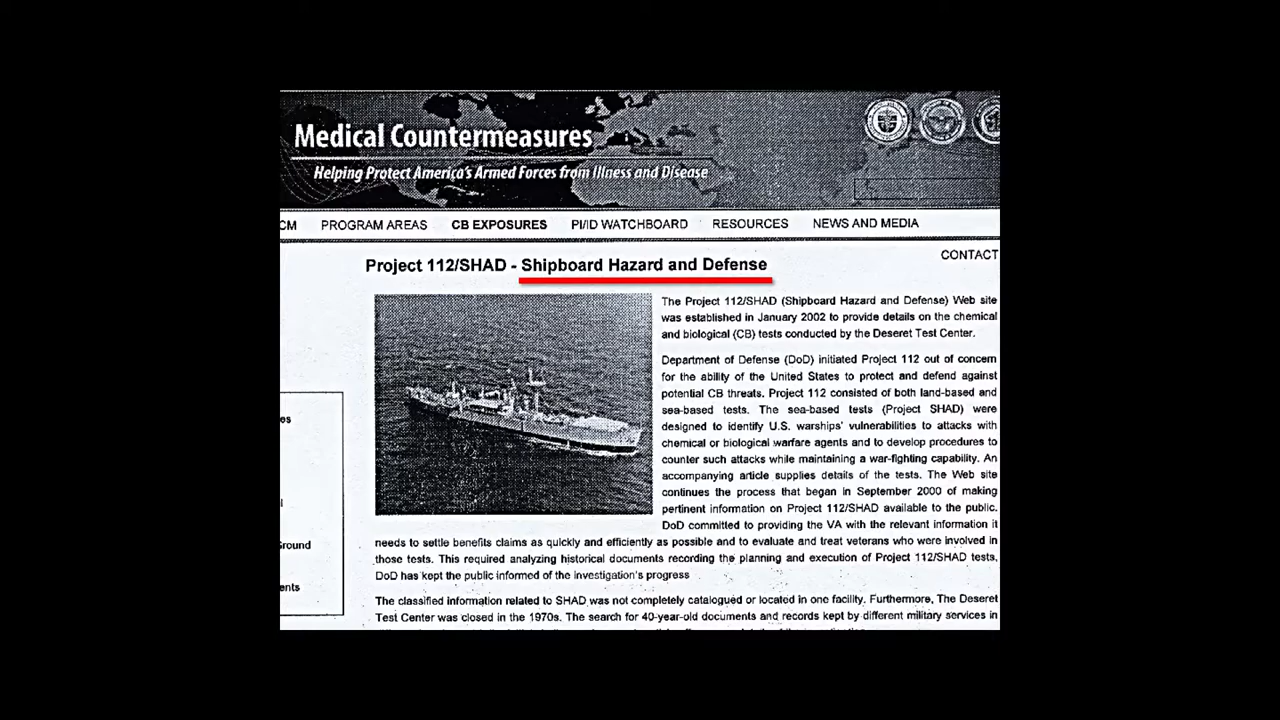 Medical Countermeasures
Helping Protect America's Armed Forces from Illness and Disease
CM PROGRAM AREAS CB EXPOSURES PI/ID WATCHBOARD RESOURCES NEWS AND MEDIA
CONTACT
Project 112/SHAD - Shipboard Hazard and Defense
The Project 112/SHAD (Shipboard Hazard and Defense) Web site
was established in January 2002 to provide details on the chemical
and biological (CB) tests conducted by the Deseret Test Center.
Department of Defense (DoD) initiated Project 112 out of concern
for the ability of the United States to protect and defend against
potential CB threats. Project 112 consisted of both land-based and
sea-based tests. The sea-based tests (Project SHAD) were
designed to identify U.S. warships' vulnerabilities to attacks with
chemical or biological warfare agents and to develop procedures to
counter such attacks while maintaining a war-fighting capability. An
accompanying article supplies details of the tests. The Web site
continues the process that began in September 2000 of making
pertinent information on Project 112/SHAD available to the public.
DoD committed to providing the VA with the relevant information it
needs to settle benefits claims as quickly and efficiently as possible and to evaluate and treat veterans who were involved in
those tests. This required analyzing historical documents recording the planning and execution of Project 112/SHAD tests,
DoD has kept the public informed of the investigation's progress
The classified information related to SHAD was not completely catalogued or located in one facility. Furthermore, The Deseret
Test Center was closed in the 1970s. The search for 40-year-old documents and records kept by different military services in
es
l
Ground
ents